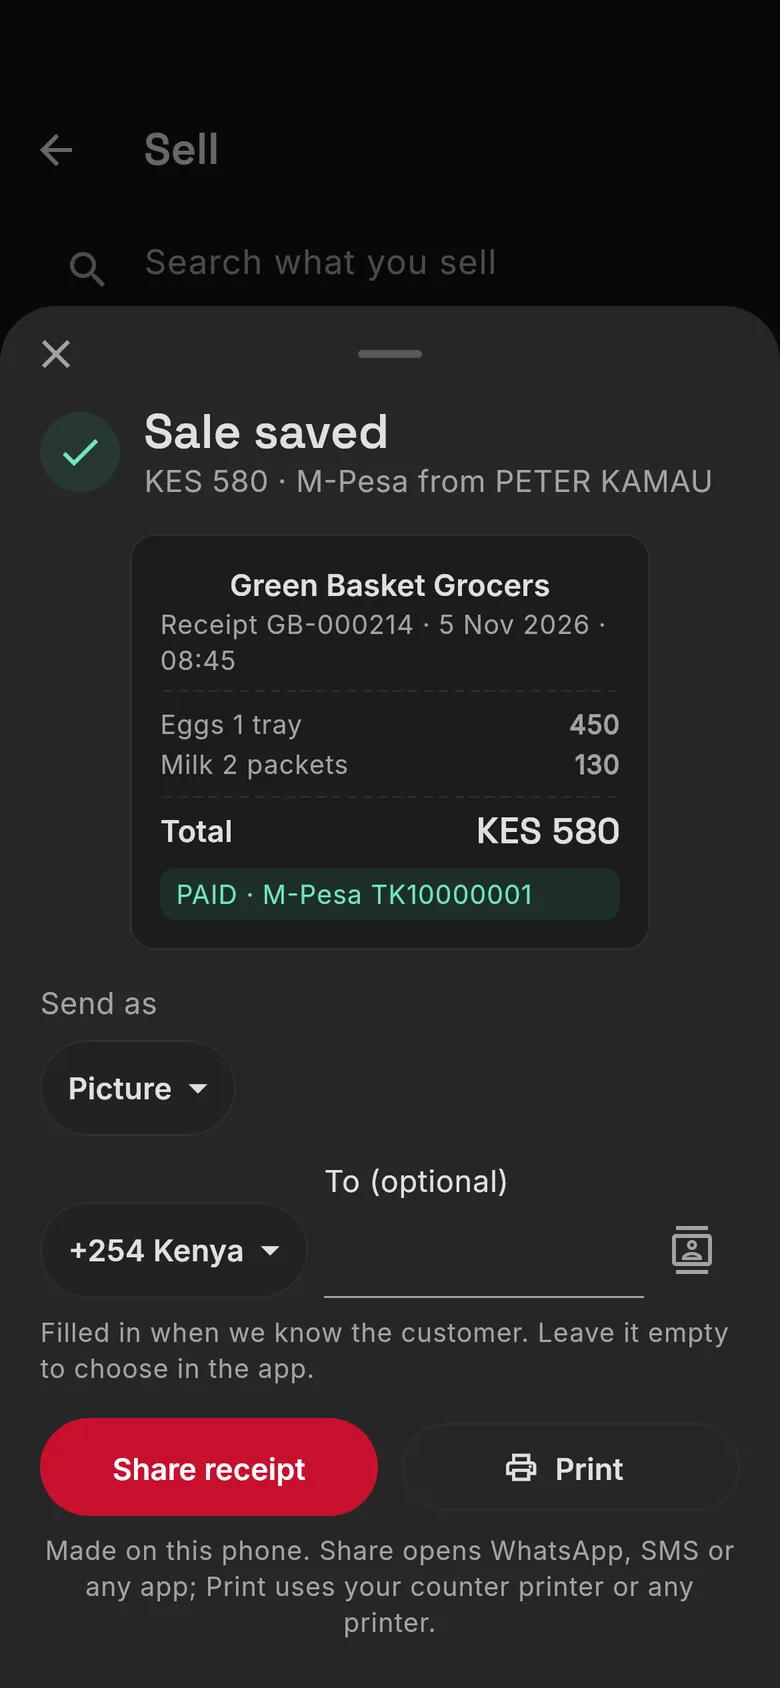 Sell
Search what you sell
Sale saved
KES 580 · M-Pesa from PETER KAMAU
Green Basket Grocers
Receipt GB-000214 · 5 Nov 2026 ·
08:45
Eggs 1 tray 450
Milk 2 packets 130
Total KES 580
PAID · M-Pesa TK10000001
Send as
Picture
To (optional)
+254 Kenya
Filled in when we know the customer. Leave it empty
to choose in the app.
Share receipt Print
Made on this phone. Share opens WhatsApp, SMS or
any app; Print uses your counter printer or any
printer.